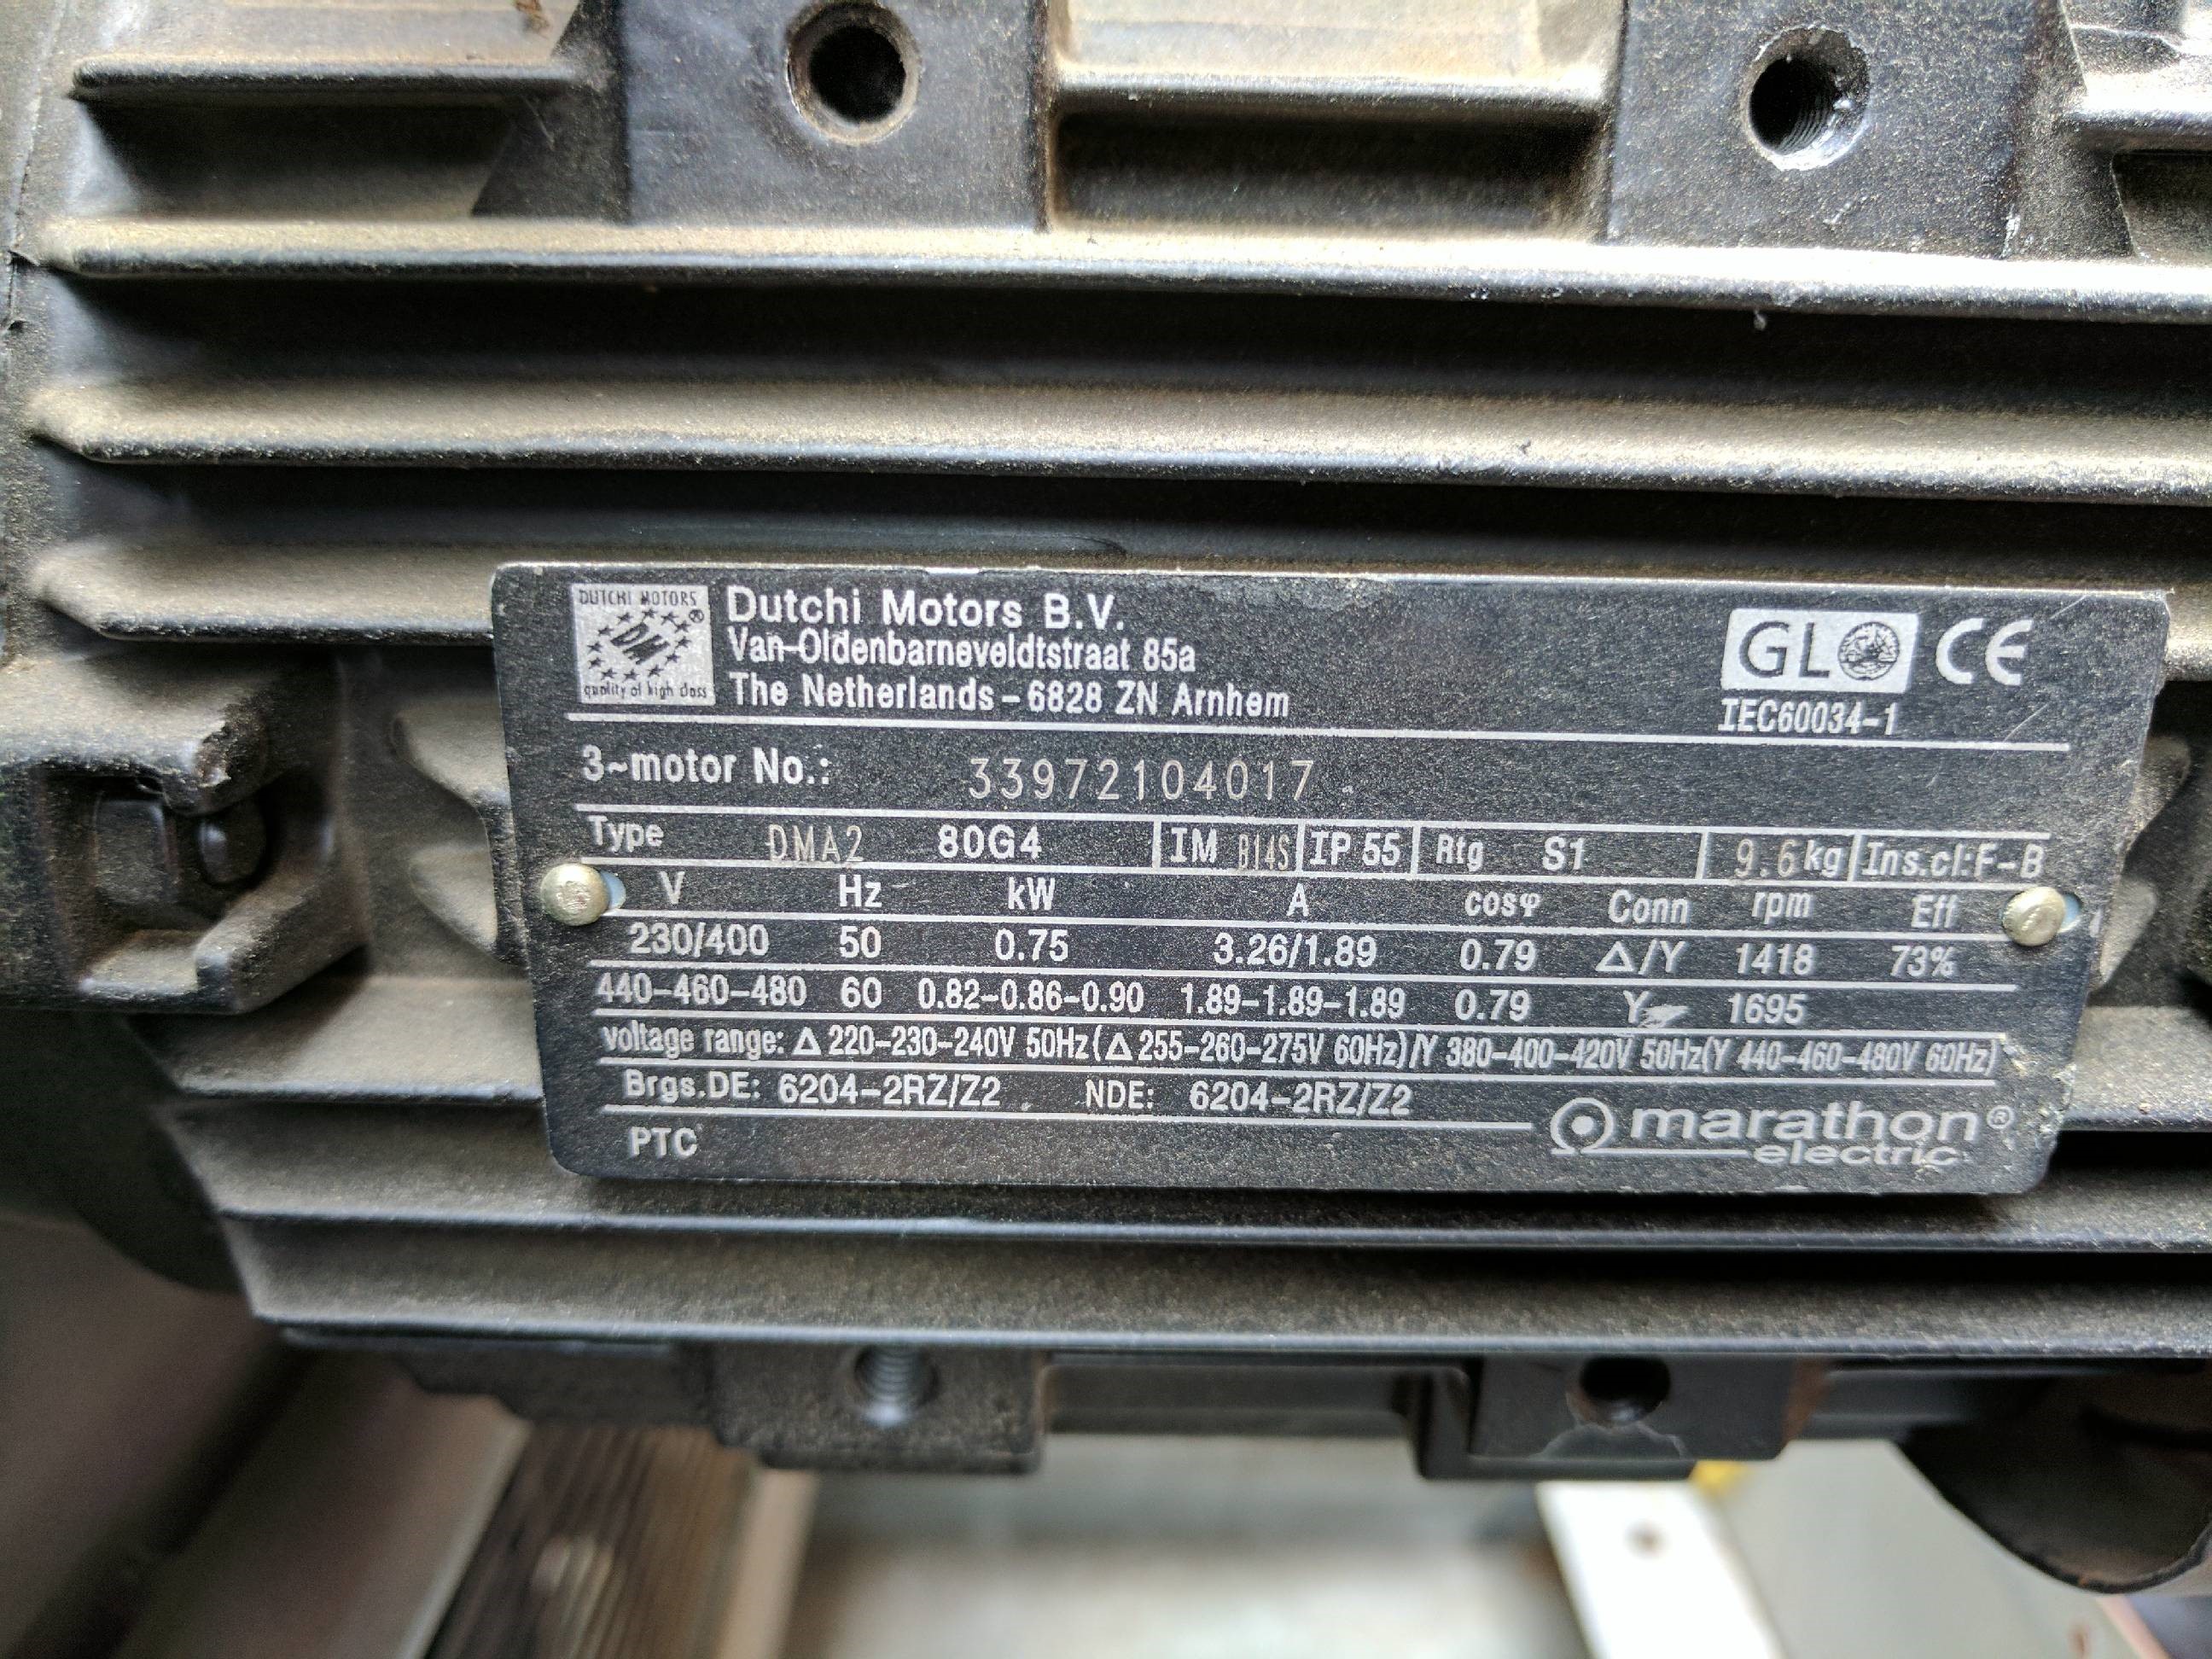 DUTCHI MOTORS ®
DM
quality of high class
Dutchi Motors B.V.
Van-Oldenbarneveldtstraat 85a
The Netherlands - 6828 ZN Arnhem
GL CE
IEC60034-1
3~motor No.: 33972104017
Type DMA2 80G4 IM B14S IP 55 Rtg S1 9.6 kg Ins.cl:F-B
V Hz kW A cosφ Conn rpm Eff
230/400 50 0.75 3.26/1.89 0.79 Δ/Y 1418 73%
440-460-480 60 0.82-0.86-0.90 1.89-1.89-1.89 0.79 Y 1695
voltage range: Δ 220-230-240V 50Hz(Δ 255-260-275V 60Hz)/Y 380-400-420V 50Hz(Y 440-460-480V 60Hz)
Brgs.DE: 6204-2RZ/Z2 NDE: 6204-2RZ/Z2
PTC
marathon®
electric